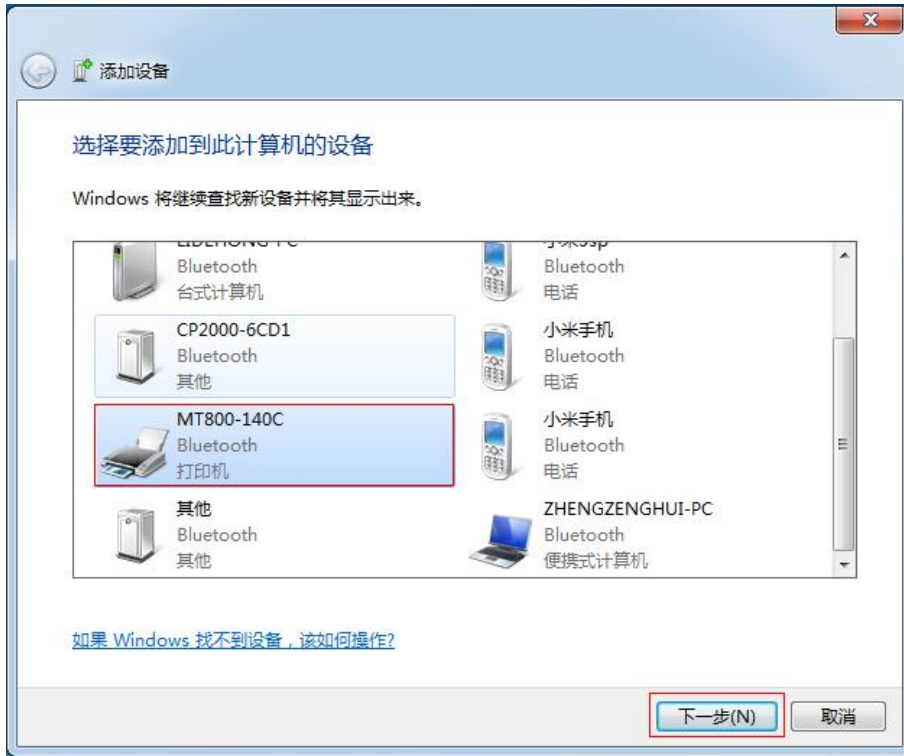 添加设备
选择要添加到此计算机的设备
Windows 将继续查找新设备并将其显示出来。
LIDEHONG-PC
Bluetooth
台式计算机
Bluetooth
电话
CP2000-6CD1
Bluetooth
其他
小米手机
Bluetooth
电话
MT800-140C
Bluetooth
打印机
小米手机
Bluetooth
电话
其他
Bluetooth
其他
ZHENGZENGHUI-PC
Bluetooth
便携式计算机
如果 Windows 找不到设备，该如何操作?
下一步(N)
取消